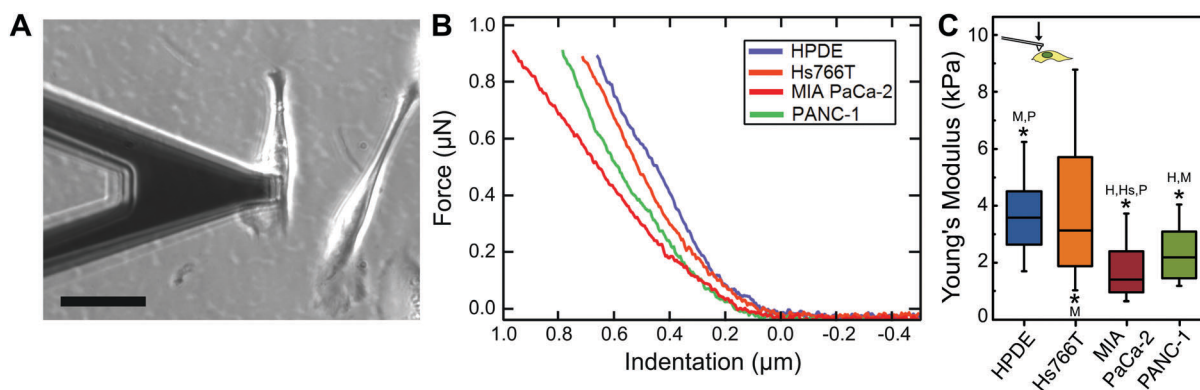 A
B
Force (μN)
1.0
0.8
0.6
0.4
0.2
0.0
HPDE
Hs766T
MIA PaCa-2
PANC-1
1.0 0.8 0.6 0.4 0.2 0.0 -0.2 -0.4
Indentation (μm)
C
Young's Modulus (kPa)
10
8
6
4
2
0
M,P
*
*
M
H,Hs,P
*
H,M
*
HPDE
Hs766T
MIA
PaCa-2
PANC-1